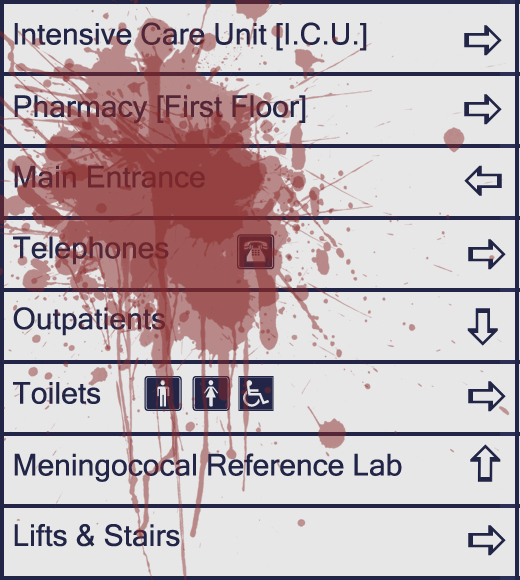 Intensive Care Unit [I.C.U.]
Pharmacy [First Floor]
Main Entrance
Telephones
Outpatients
Toilets
Meningococal Reference Lab
Lifts & Stairs